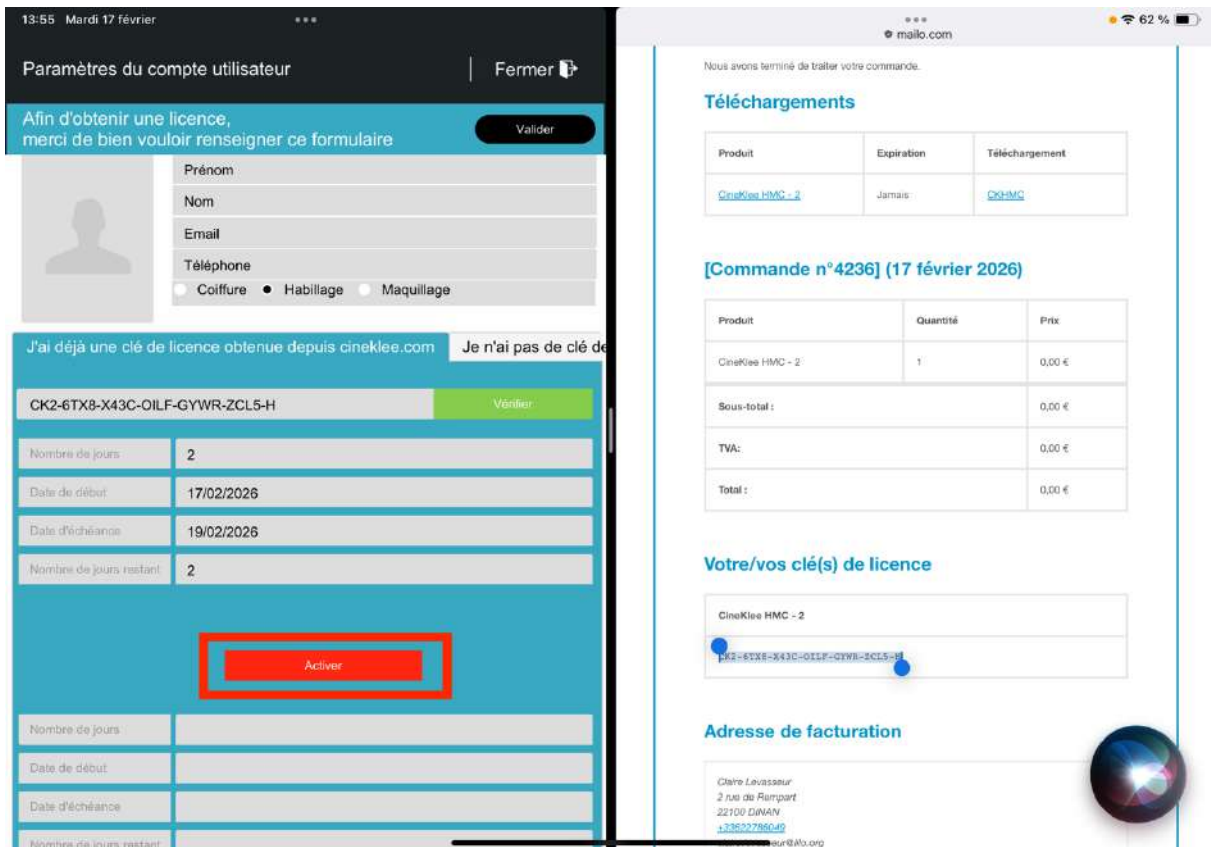 13:55 Mardi 17 février
Paramètres du compte utilisateur
Fermer
Afin d'obtenir une licence,
merci de bien vouloir renseigner ce formulaire
Valider
Prénom
Nom
Email
Téléphone
Coiffure
Habillage
Maquillage
J'ai déjà une clé de licence obtenue depuis cineklee.com
Je n'ai pas de clé de
CK2-6TX8-X43C-OILF-GYWR-ZCL5-H
Vérifier
Nombre de jours
2
Date de début
17/02/2026
Date d'échéance
19/02/2026
Nombre de jours restant
2
Activer
Nombre de jours
Date de début
Date d'échéance
Nombre de jours restant
62 %
mailo.com
Nous avons terminé de traiter votre commande.
Téléchargements
Produit Expiration Téléchargement
CineKlee HMC - 2 Jamais CKHMC
[Commande n°4236] (17 février 2026)
Produit Quantité Prix
CineKlee HMC - 2 1 0,00 €
Sous-total : 0,00 €
TVA: 0,00 €
Total : 0,00 €
Votre/vos clé(s) de licence
CineKlee HMC - 2
CK2-6TX8-X43C-OILF-GYWR-ZCL5-H
Adresse de facturation
Claire Levasseur
2 rue du Rempart
22100 DINAN
+33622786049